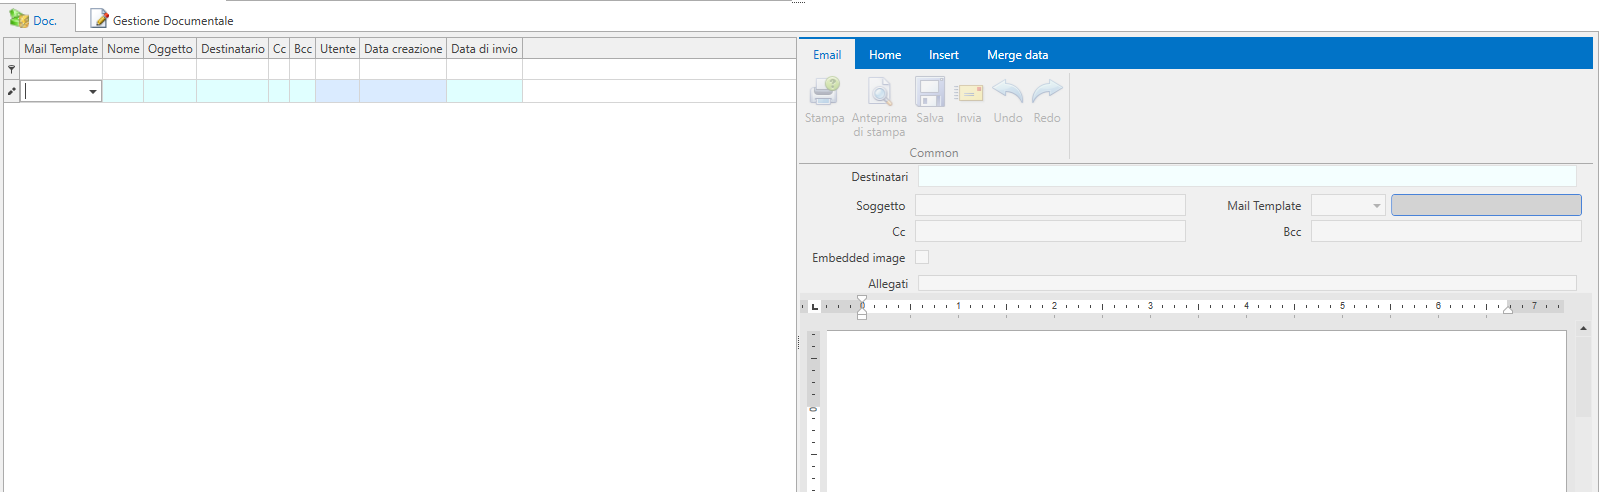 Doc. Gestione Documentale
Mail Template Nome Oggetto Destinatario Cc Bcc Utente Data creazione Data di invio
Email Home Insert Merge data
Stampa Anteprima di stampa Salva Invia Undo Redo
Common
Destinatari
Soggetto Mail Template
Cc Bcc
Embedded image
Allegati
0 1 2 3 4 5 6 7
0